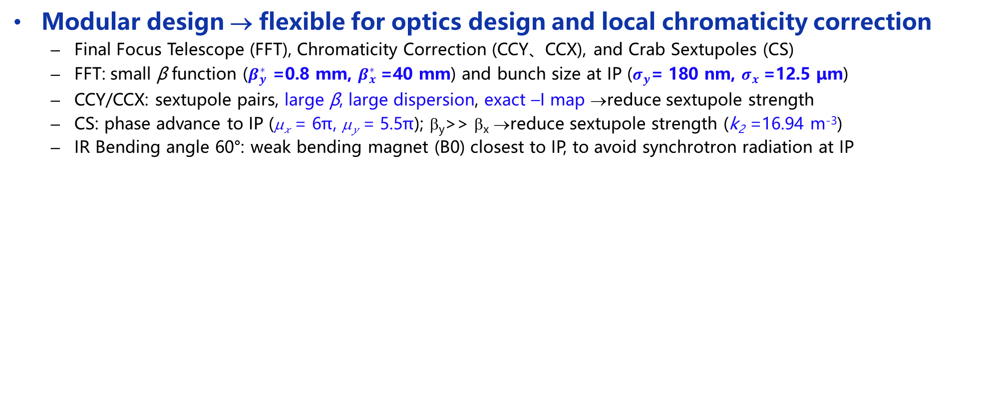 • Modular design → flexible for optics design and local chromaticity correction
– Final Focus Telescope (FFT), Chromaticity Correction (CCY、CCX), and Crab Sextupoles (CS)
– FFT: small β function (β*y =0.8 mm, β*x =40 mm) and bunch size at IP (σy= 180 nm, σx =12.5 μm)
– CCY/CCX: sextupole pairs, large β, large dispersion, exact –I map →reduce sextupole strength
– CS: phase advance to IP (μx = 6π, μy = 5.5π); βy>> βx →reduce sextupole strength (k2 =16.94 m-3)
– IR Bending angle 60°: weak bending magnet (B0) closest to IP, to avoid synchrotron radiation at IP